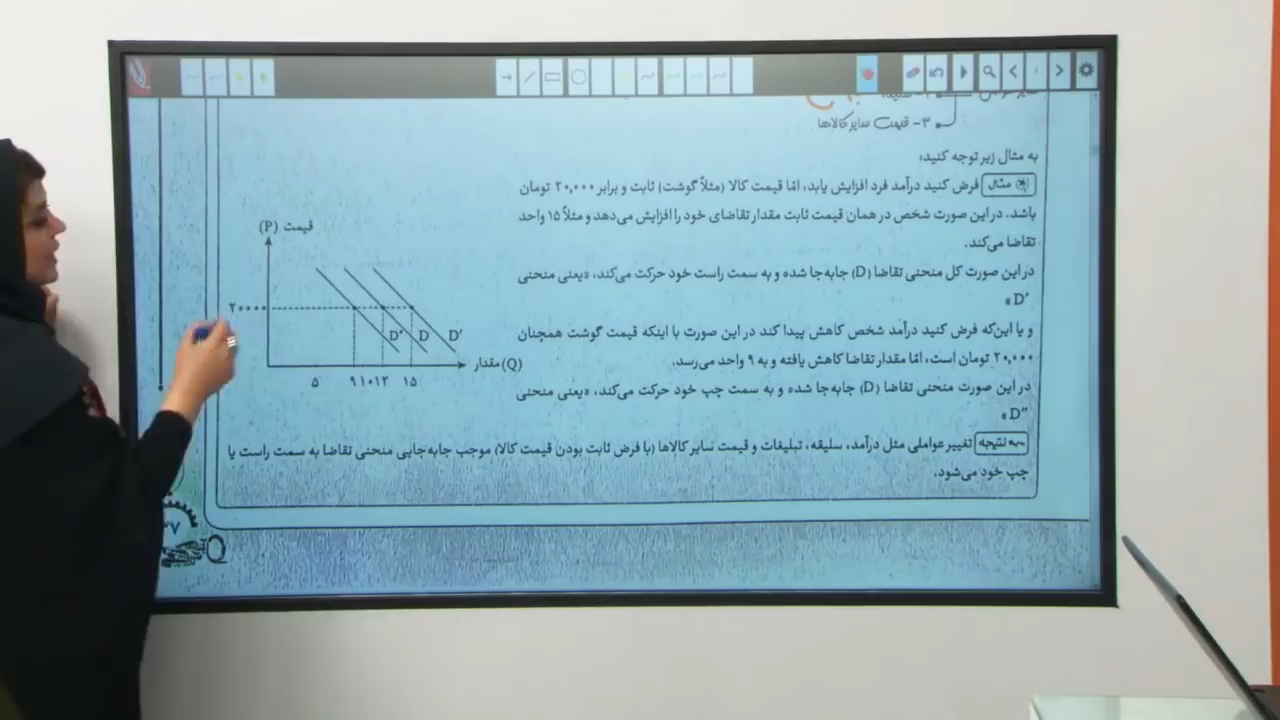 ۳- قیمت سایر کالاها
به مثال زیر توجه کنید:
مثال فرض کنید درآمد فرد افزایش یابد، امّا قیمت کالا (مثلاً گوشت) ثابت و برابر ۲۰,۰۰۰ تومان
باشد. در این صورت شخص در همان قیمت ثابت مقدار تقاضای خود را افزایش می‌دهد و مثلاً ۱۵ واحد
تقاضا می‌کند.
در این صورت کل منحنی تقاضا (D) جابه‌جا شده و به سمت راست خود حرکت می‌کند، «یعنی منحنی
D′»
و یا این‌که فرض کنید درآمد شخص کاهش پیدا کند در این صورت با اینکه قیمت گوشت همچنان
۲۰,۰۰۰ تومان است، امّا مقدار تقاضا کاهش یافته و به ۹ واحد می‌رسد.
در این صورت منحنی تقاضا (D) جابه‌جا شده و به سمت چپ خود حرکت می‌کند، «یعنی منحنی
D″»
نتیجه تغییر عواملی مثل درآمد، سلیقه، تبلیغات و قیمت سایر کالاها (با فرض ثابت بودن قیمت کالا) موجب جابه‌جایی منحنی تقاضا به سمت راست یا
چپ خود می‌شود.
قیمت (P)
۲۰۰۰۰
D″ D D′
مقدار (Q)
۵ ۹ ۱۰ ۱۲ ۱۵
۲۷